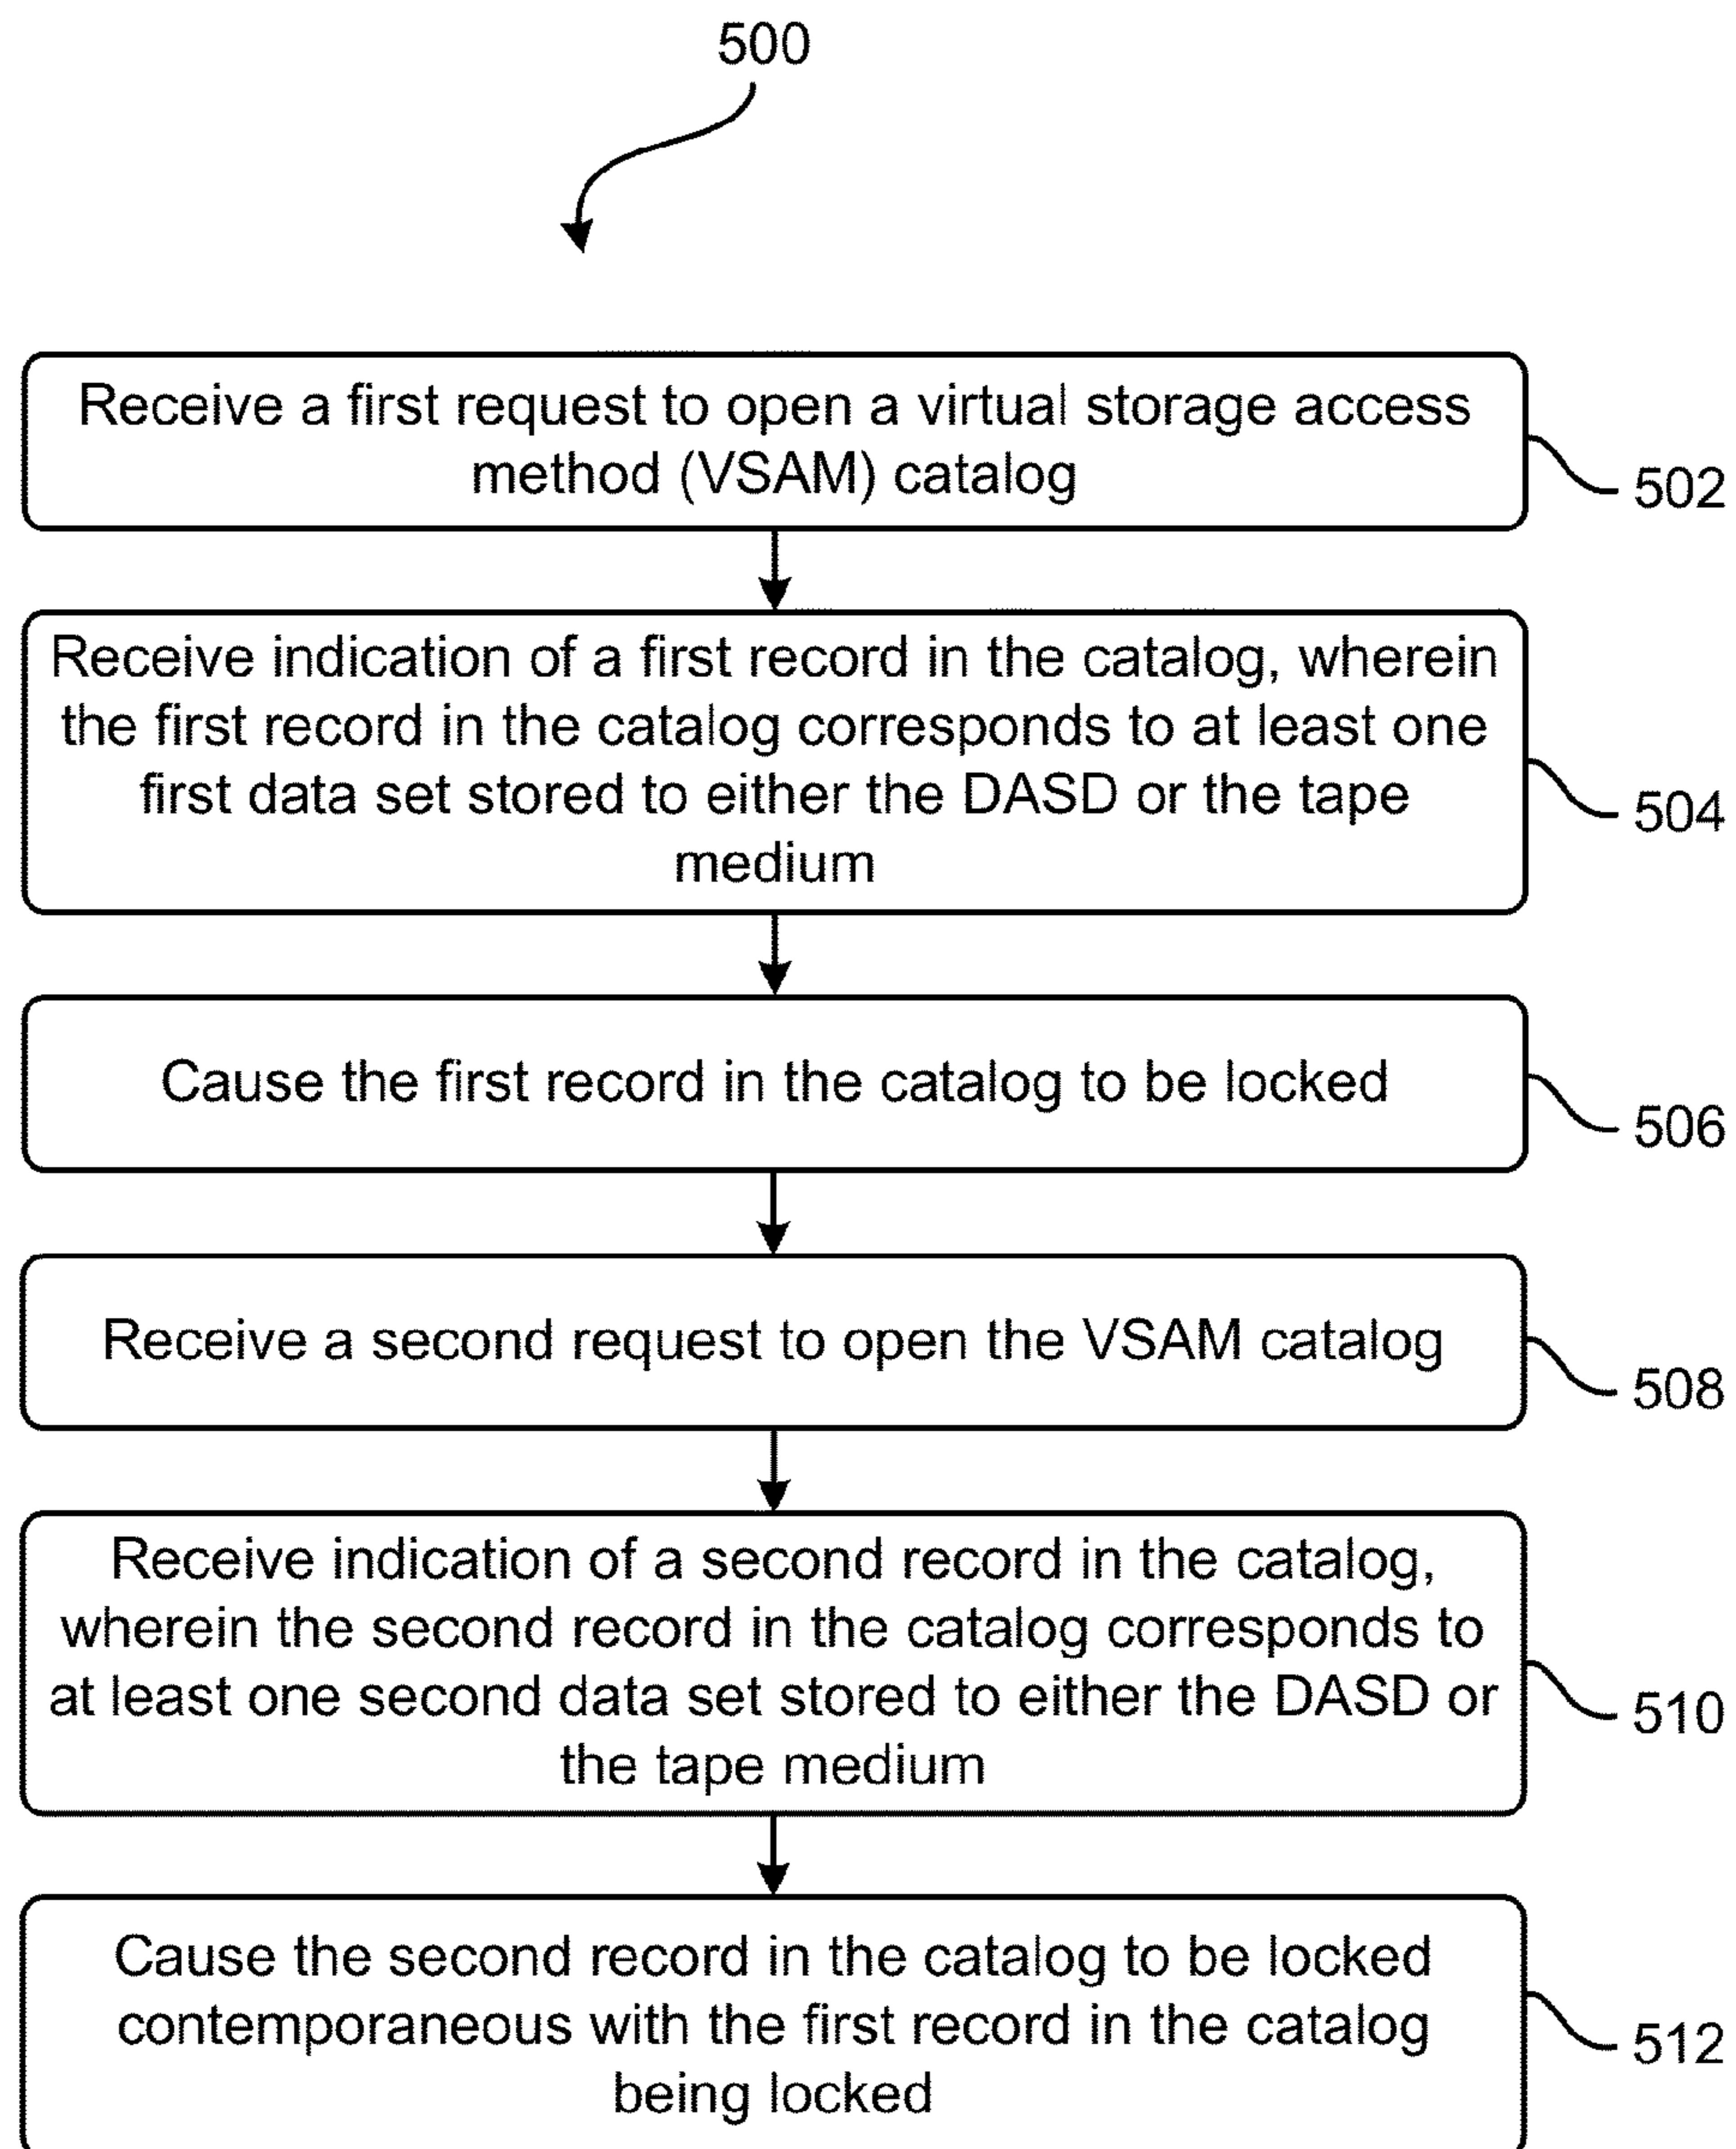 500
Receive a first request to open a virtual storage access
method (VSAM) catalog
502
Receive indication of a first record in the catalog, wherein
the first record in the catalog corresponds to at least one
first data set stored to either the DASD or the tape
medium
504
Cause the first record in the catalog to be locked
506
Receive a second request to open the VSAM catalog
508
Receive indication of a second record in the catalog,
wherein the second record in the catalog corresponds to
at least one second data set stored to either the DASD or
the tape medium
510
Cause the second record in the catalog to be locked
contemporaneous with the first record in the catalog
being locked
512